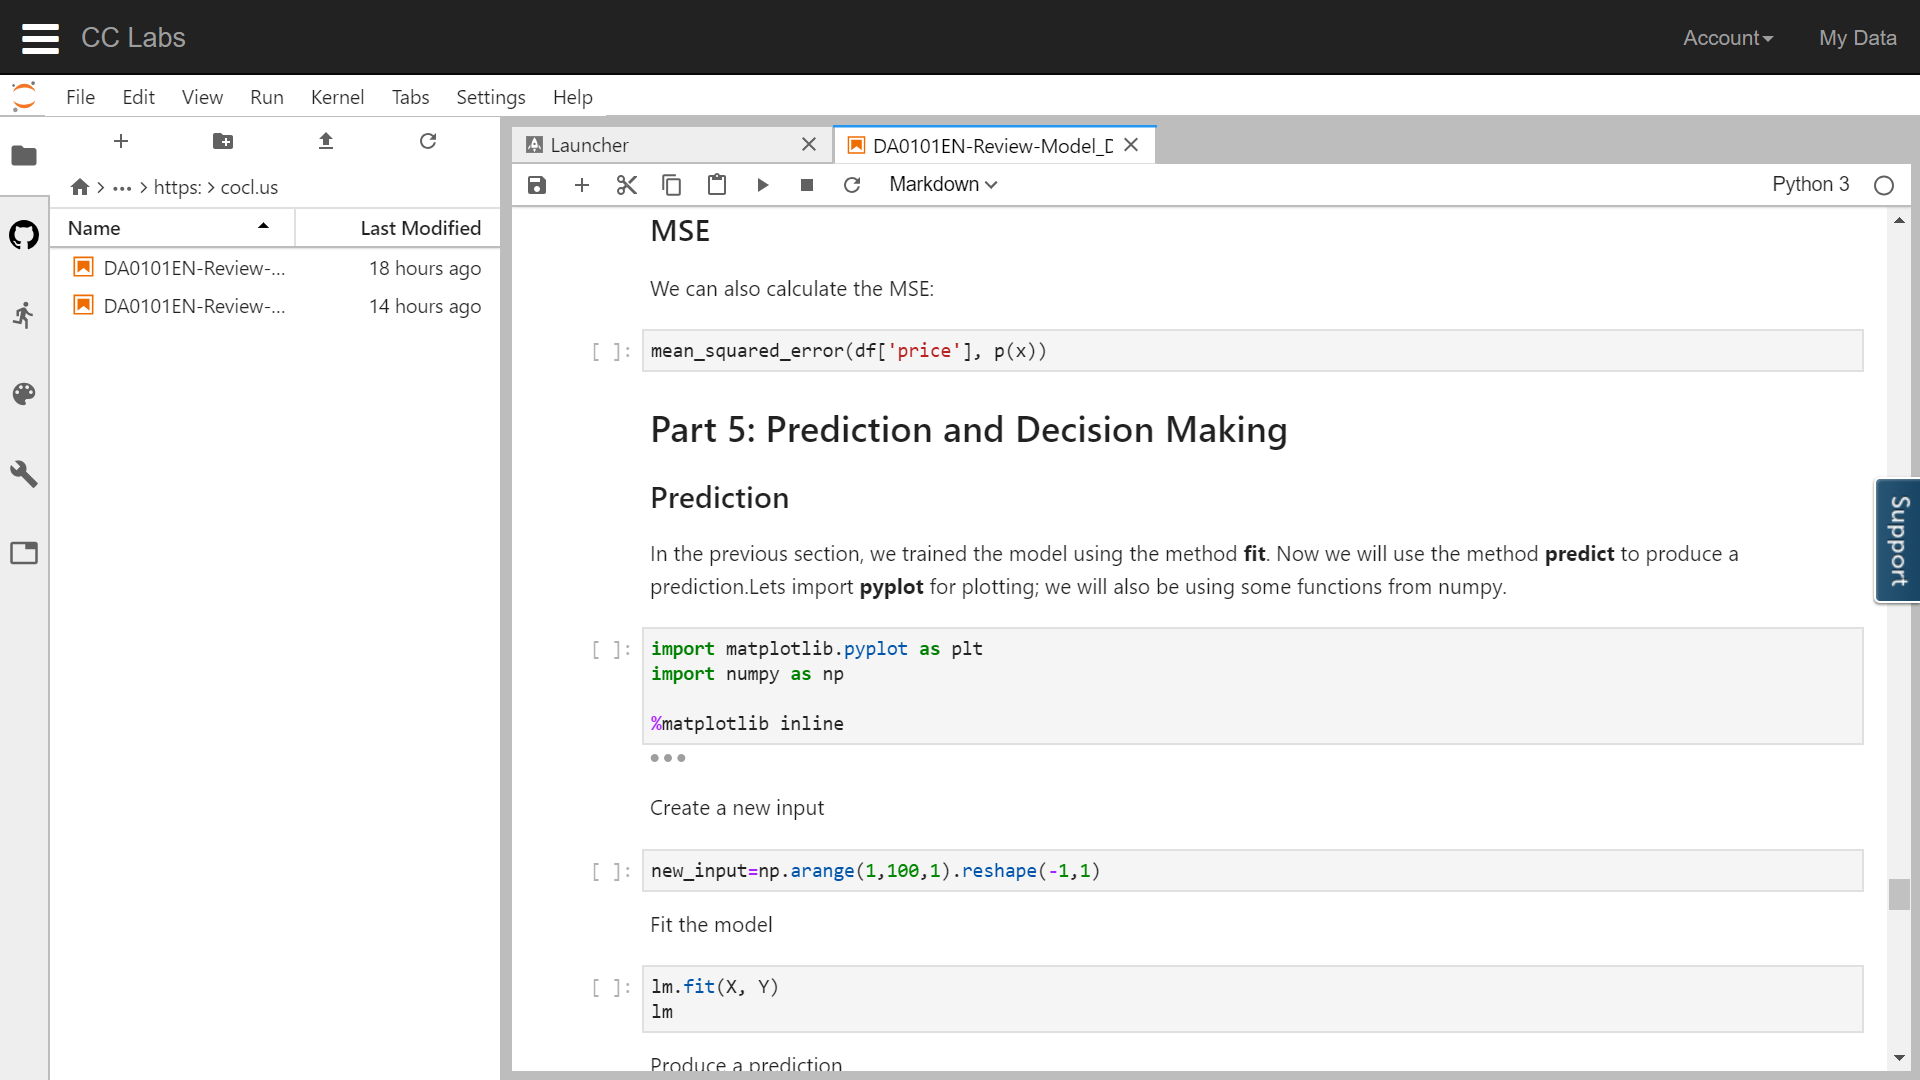 CC Labs
Account
My Data
File Edit View Run Kernel Tabs Settings Help
https: cocl.us
Name
Last Modified
DA0101EN-Review-...
18 hours ago
DA0101EN-Review-...
14 hours ago
Launcher
DA0101EN-Review-Model_D
Markdown
Python 3
MSE
We can also calculate the MSE:
[ ]:
mean_squared_error(df['price'], p(x))
Part 5: Prediction and Decision Making
Prediction
In the previous section, we trained the model using the method fit. Now we will use the method predict to produce a
prediction.Lets import pyplot for plotting; we will also be using some functions from numpy.
[ ]:
import matplotlib.pyplot as plt
import numpy as np
%matplotlib inline
Create a new input
[ ]:
new_input=np.arange(1,100,1).reshape(-1,1)
Fit the model
[ ]:
lm.fit(X, Y)
lm
Produce a prediction
Support